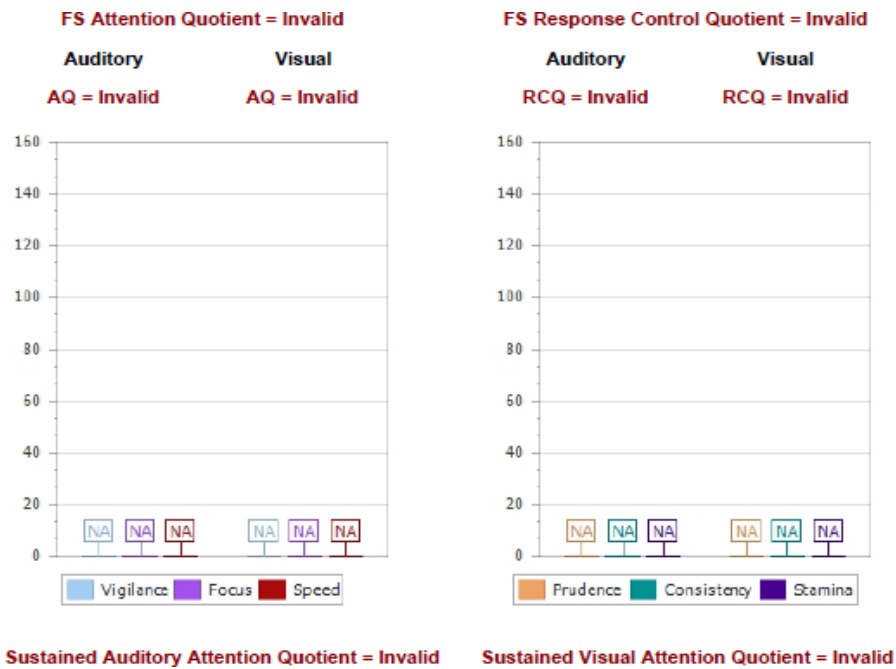 FS Attention Quotient = Invalid
Auditory Visual
AQ = Invalid AQ = Invalid
160
140
120
100
80
60
40
20
0
NA NA NA NA NA NA
Vigilance Focus Speed
Sustained Auditory Attention Quotient = Invalid
FS Response Control Quotient = Invalid
Auditory Visual
RCQ = Invalid RCQ = Invalid
160
140
120
100
80
60
40
20
0
NA NA NA NA NA NA
Prudence Consistency Stamina
Sustained Visual Attention Quotient = Invalid